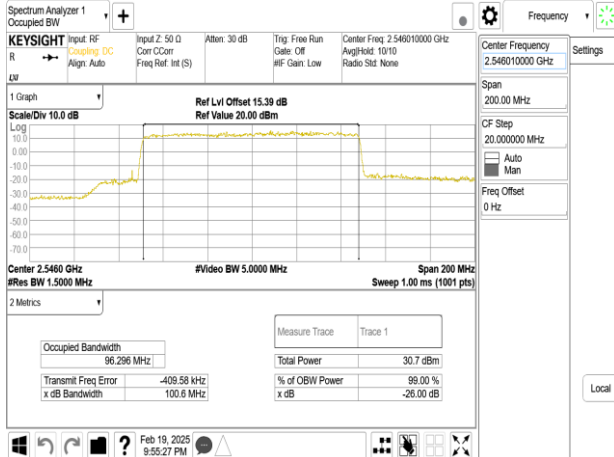 Spectrum Analyzer 1
Occupied BW
+
Frequency
KEYSIGHT
R
LXI
Input: RF
Coupling: DC
Align: Auto
Input Z: 50 Ω
Corr CCorr
Freq Ref: Int (S)
Atten: 30 dB
Trig: Free Run
Gate: Off
#IF Gain: Low
Center Freq: 2.546010000 GHz
Avg|Hold: 10/10
Radio Std: None
Center Frequency
2.546010000 GHz
Settings
Span
200.00 MHz
CF Step
20.000000 MHz
Auto
Man
Freq Offset
0 Hz
1 Graph
Scale/Div 10.0 dB
Ref Lvl Offset 15.39 dB
Ref Value 20.00 dBm
Log
10.0
0.00
-10.0
-20.0
-30.0
-40.0
-50.0
-60.0
-70.0
Center 2.5460 GHz
#Video BW 5.0000 MHz
Span 200 MHz
#Res BW 1.5000 MHz
Sweep 1.00 ms (1001 pts)
2 Metrics
Measure Trace Trace 1
Occupied Bandwidth
96.296 MHz
Total Power 30.7 dBm
Transmit Freq Error -409.58 kHz
% of OBW Power 99.00 %
x dB Bandwidth 100.6 MHz
x dB -26.00 dB
Local
?
Feb 19, 2025
9:55:27 PM